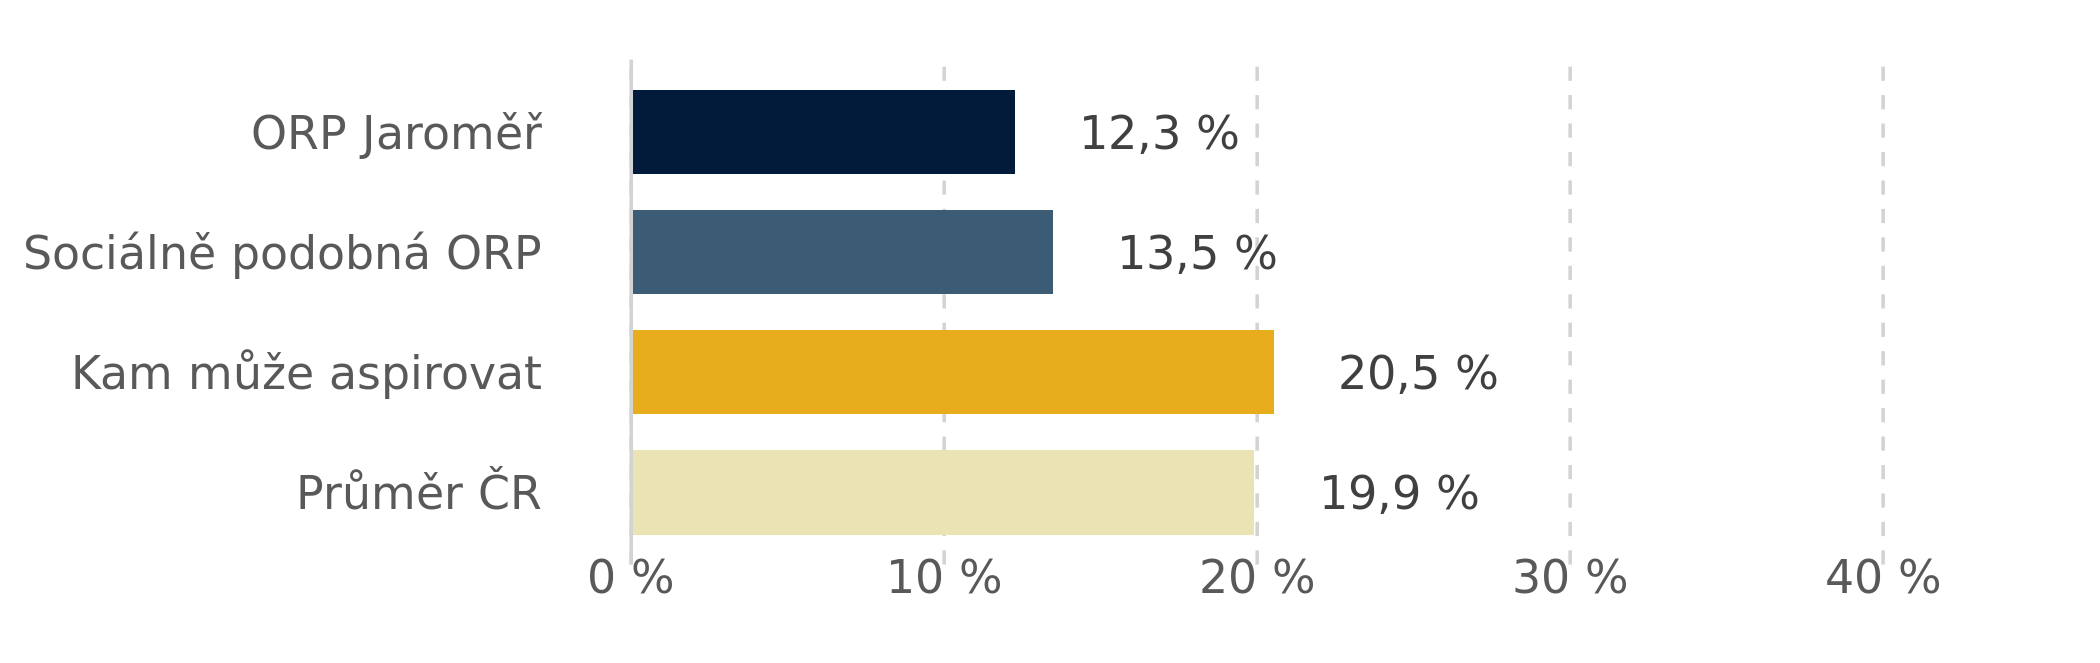 ORP Jaroměř
12,3 %
Sociálně podobná ORP
13,5 %
Kam může aspirovat
20,5 %
Průměr ČR
19,9 %
0 %
10 %
20 %
30 %
40 %